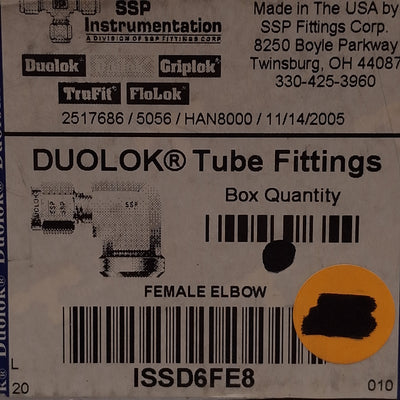 SSP
Instrumentation
A DIVISION OF SSP FITTINGS CORP
Made in The USA by
SSP Fittings Corp.
8250 Boyle Parkway
Twinsburg, OH 44087
330-425-3960
Duolok Griplok
TruFit FloLok
2517686 / 5056 / HAN8000 / 11/14/2005
DUOLOK® Tube Fittings
Box Quantity
SSP
FEMALE ELBOW
ISSD6FE8
L
20
010
Duolok®